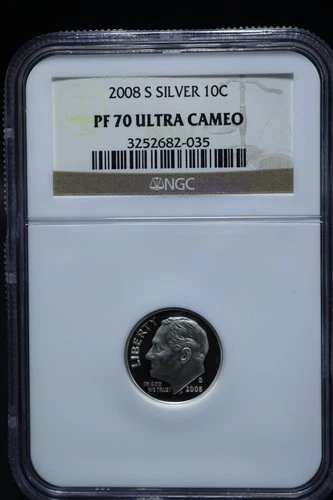 2008 S SILVER 10C
PF 70 ULTRA CAMEO
3252682-035
NGC
LIBERTY
IN GOD
WE TRUST
S
2008